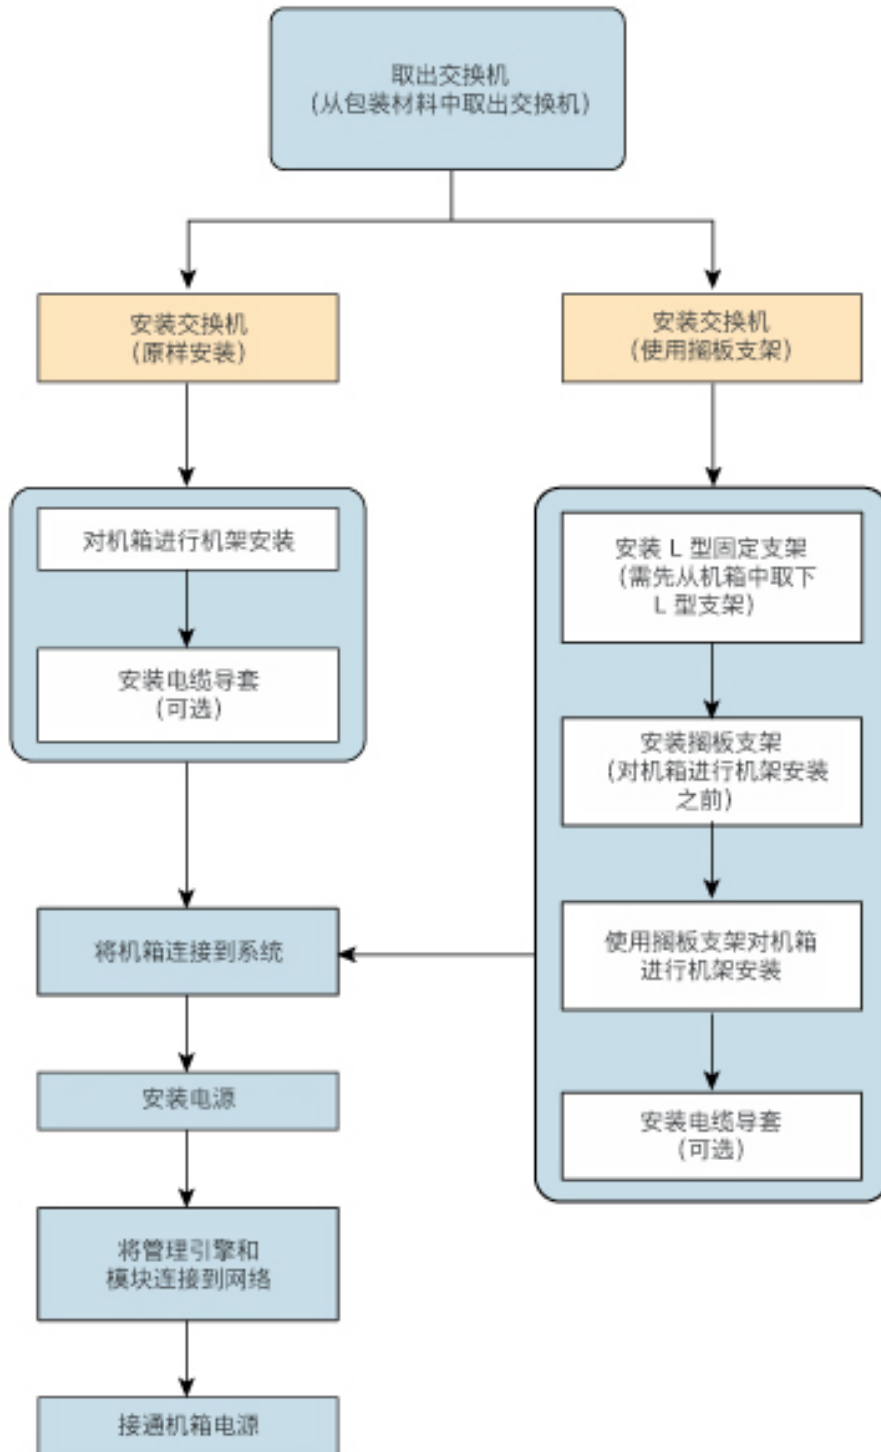 取出交换机
(从包装材料中取出交换机)
安装交换机
(原样安装)
安装交换机
(使用搁板支架)
对机箱进行机架安装
安装电缆导套
(可选)
安装 L 型固定支架
(需先从机箱中取下
L 型支架)
安装搁板支架
(对机箱进行机架安装
之前)
使用搁板支架对机箱
进行机架安装
安装电缆导套
(可选)
将机箱连接到系统
安装电源
将管理引擎和
模块连接到网络
接通机箱电源